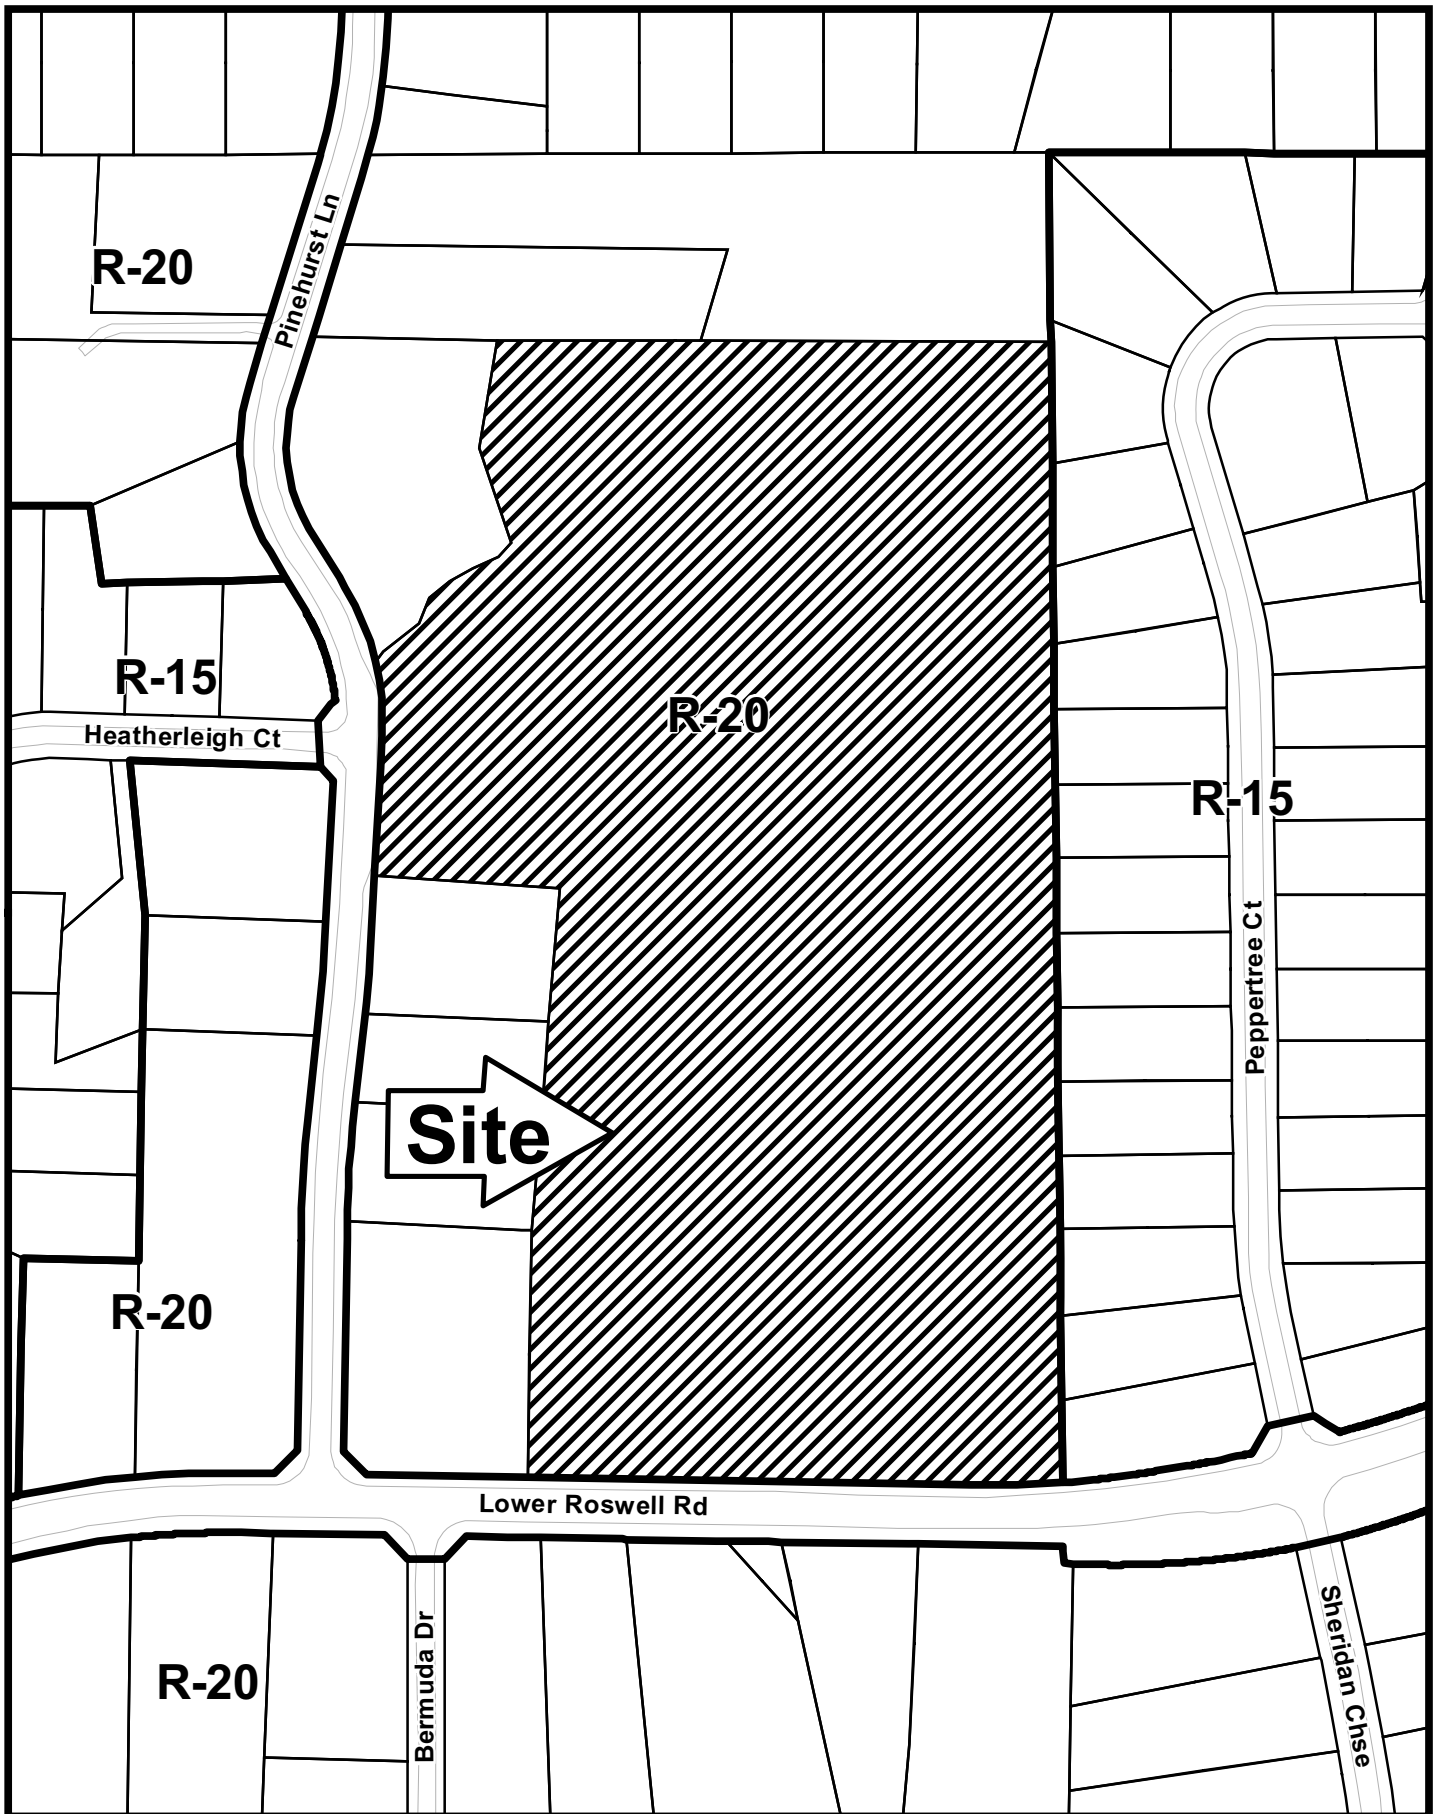 Pinehurst Ln
R-20
R-15
Heatherleigh Ct
R-20
R-15
Peppertree Ct
Site
R-20
Lower Roswell Rd
Bermuda Dr
R-20
Sheridan Chse